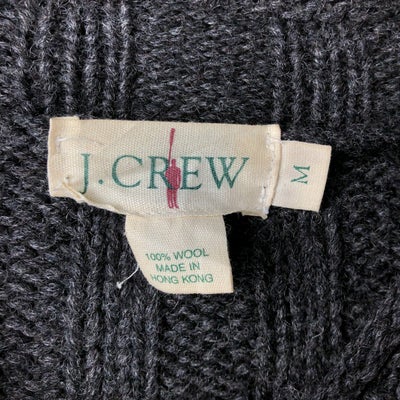 J.CREW
M
100% WOOL
MADE IN
HONG KONG